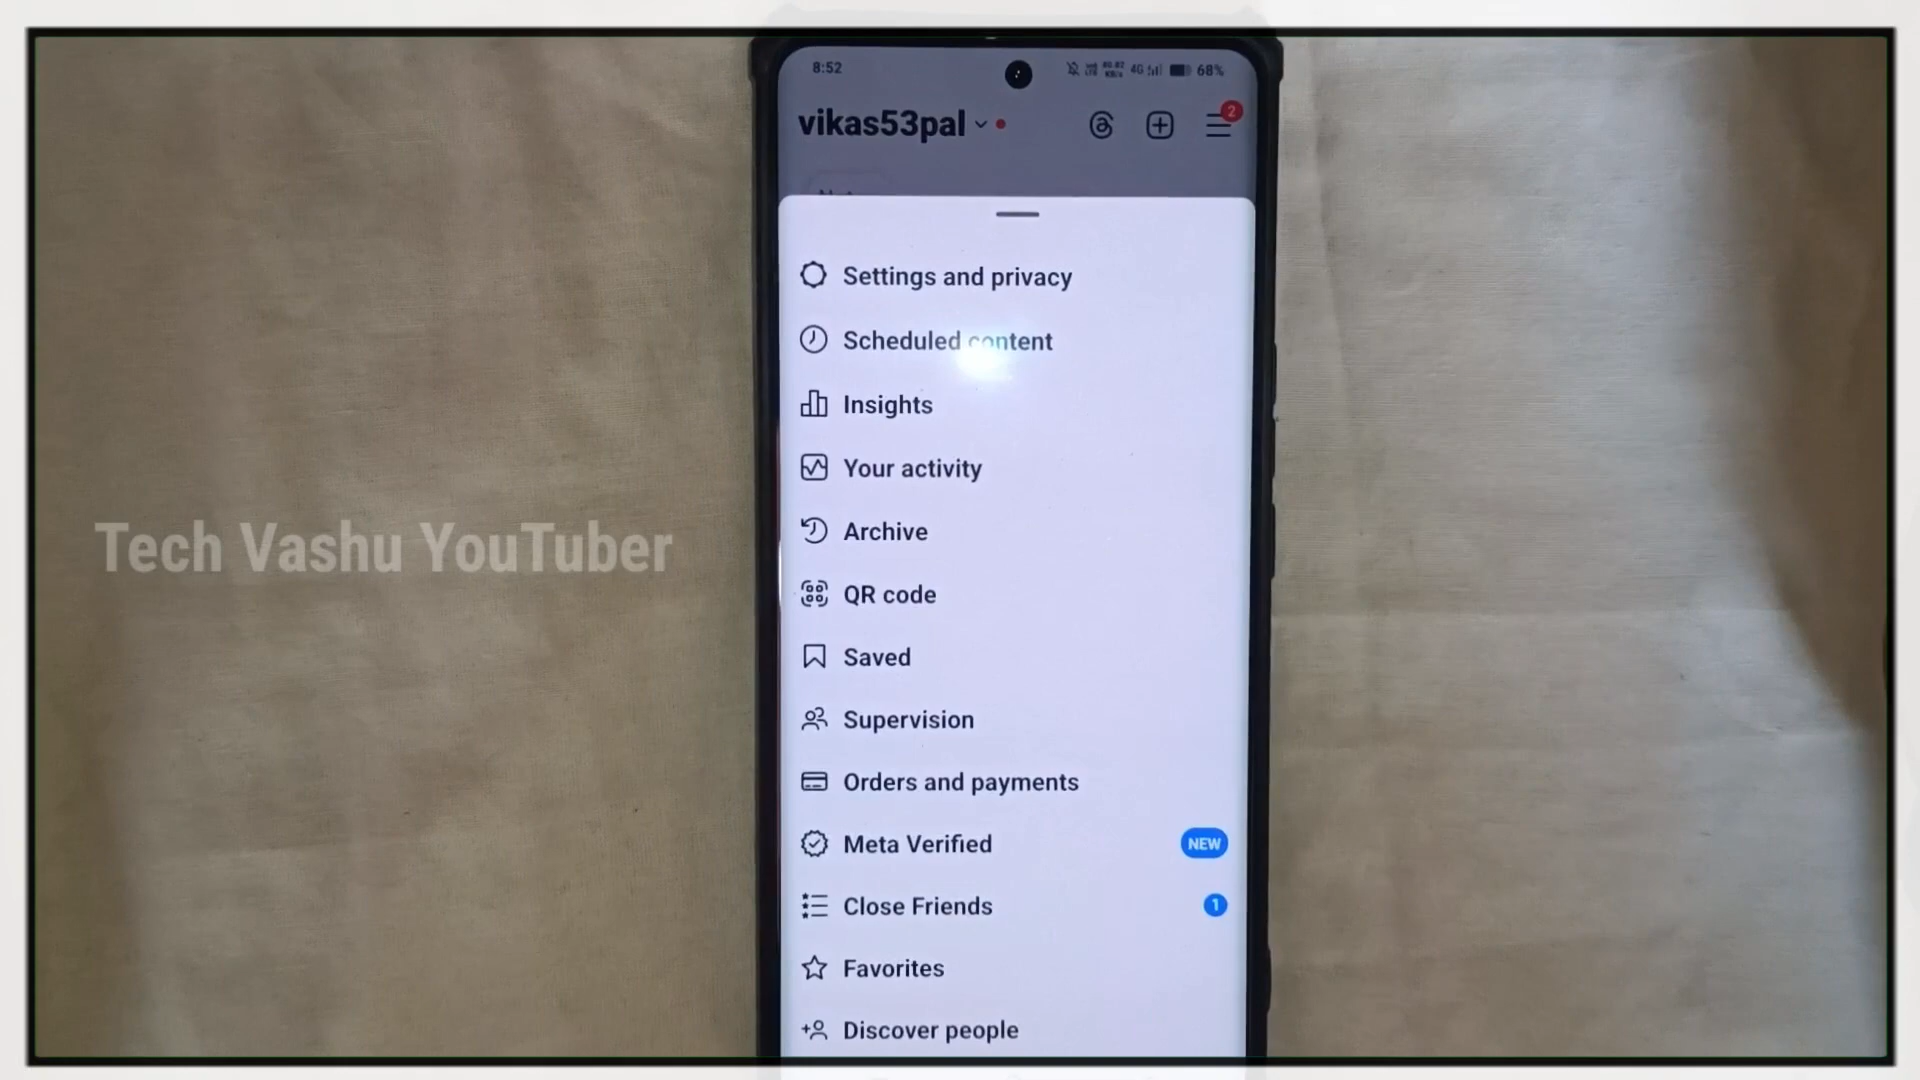 8:52
4G 68%
vikas53pal
2
Settings and privacy
Scheduled content
Insights
Your activity
Archive
QR code
Tech Vashu YouTuber
Saved
Supervision
Orders and payments
Meta Verified NEW
Close Friends 1
Favorites
Discover people